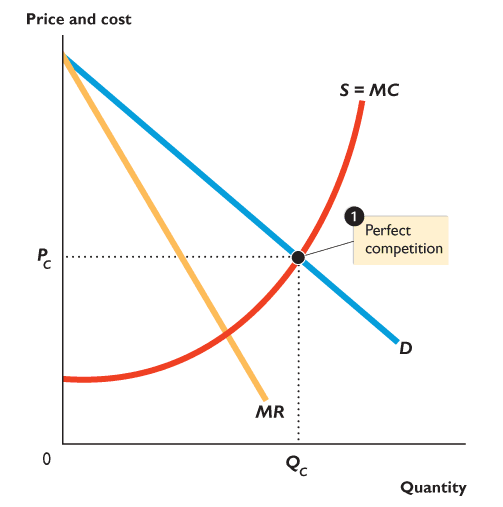 Price and cost
S = MC
1
Perfect
competition
PC
D
MR
0
QC
Quantity